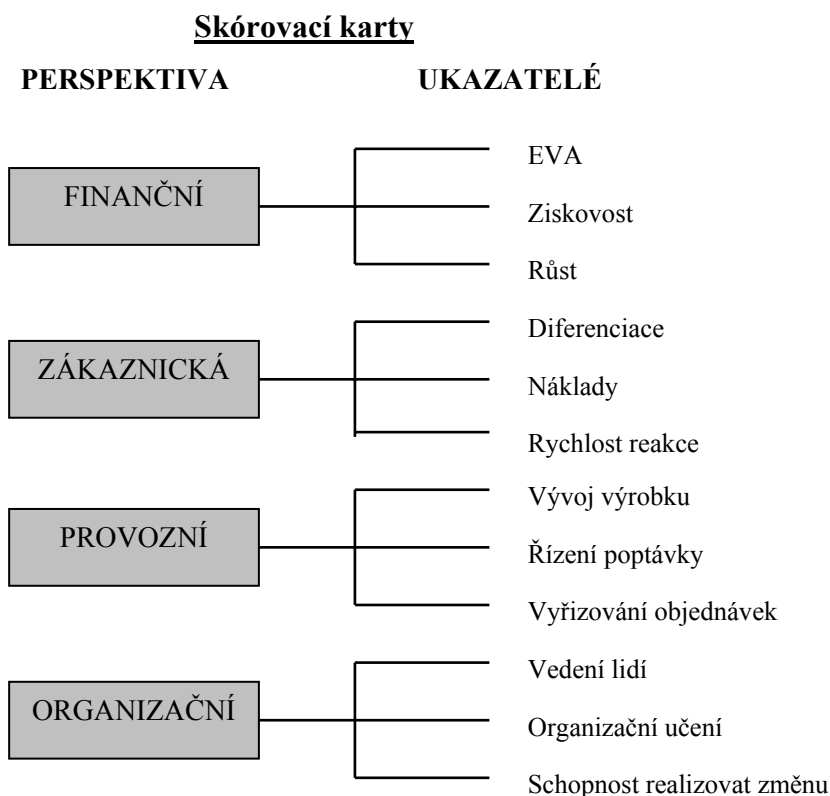 Skórovací karty
PERSPEKTIVA UKAZATELÉ
FINANČNÍ
EVA
Ziskovost
Růst
ZÁKAZNICKÁ
Diferenciace
Náklady
Rychlost reakce
PROVOZNÍ
Vývoj výrobku
Řízení poptávky
Vyřizování objednávek
ORGANIZAČNÍ
Vedení lidí
Organizační učení
Schopnost realizovat změnu